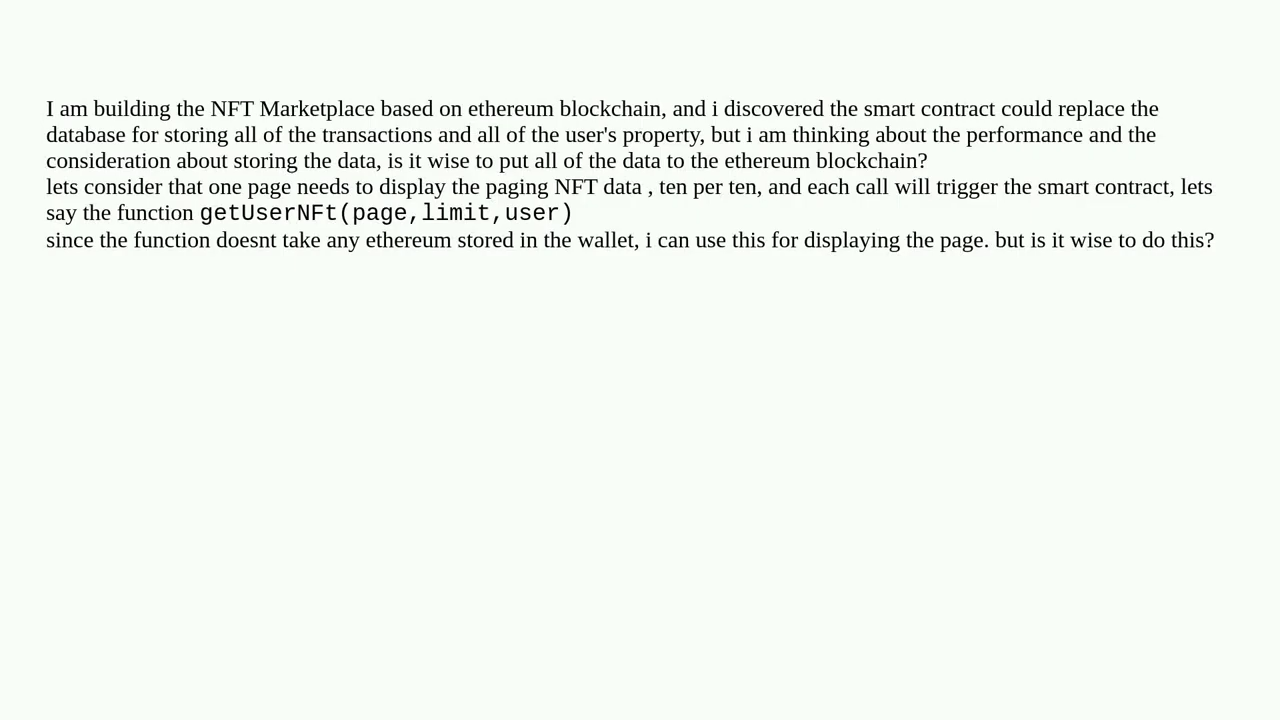 I am building the NFT Marketplace based on ethereum blockchain, and i discovered the smart contract could replace the
database for storing all of the transactions and all of the user's property, but i am thinking about the performance and the
consideration about storing the data, is it wise to put all of the data to the ethereum blockchain?
lets consider that one page needs to display the paging NFT data , ten per ten, and each call will trigger the smart contract, lets
say the function getUserNFt(page,limit,user)
since the function doesnt take any ethereum stored in the wallet, i can use this for displaying the page. but is it wise to do this?